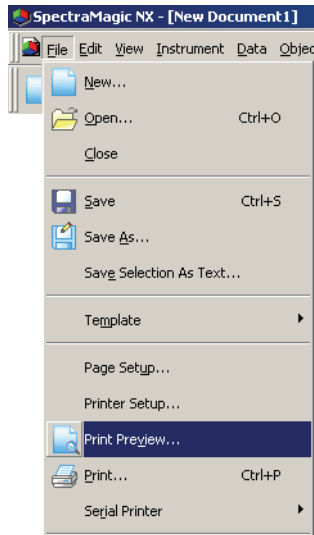 SpectraMagic NX - [New Document1]
File Edit View Instrument Data Objec
New...
Open... Ctrl+O
Close
Save Ctrl+S
Save As...
Save Selection As Text...
Template
Page Setup...
Printer Setup...
Print Preview...
Print... Ctrl+P
Serial Printer